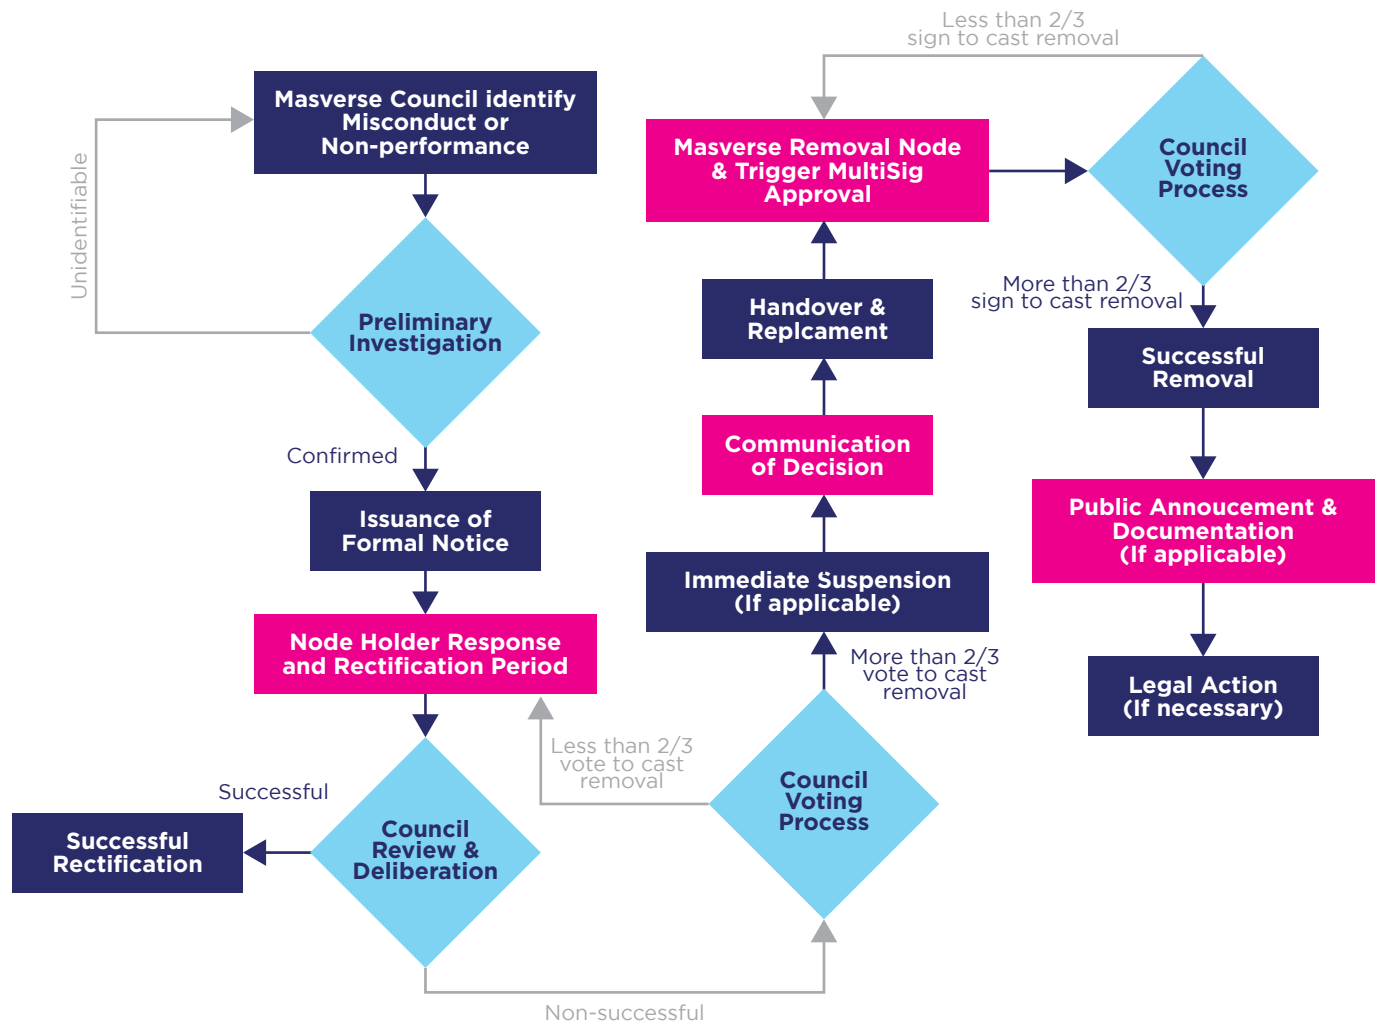 Masverse Council identify
Misconduct or
Non-performance
Unidentifiable
Preliminary
Investigation
Confirmed
Issuance of
Formal Notice
Node Holder Response
and Rectification Period
Successful
Successful
Rectification
Council
Review &
Deliberation
Non-successful
Less than 2/3
vote to cast
removal
Council
Voting
Process
More than 2/3
vote to cast
removal
Immediate Suspension
(If applicable)
Communication
of Decision
Handover &
Replcament
Masverse Removal Node
& Trigger MultiSig
Approval
Less than 2/3
sign to cast removal
Council
Voting
Process
More than 2/3
sign to cast removal
Successful
Removal
Public Annoucement &
Documentation
(If applicable)
Legal Action
(If necessary)